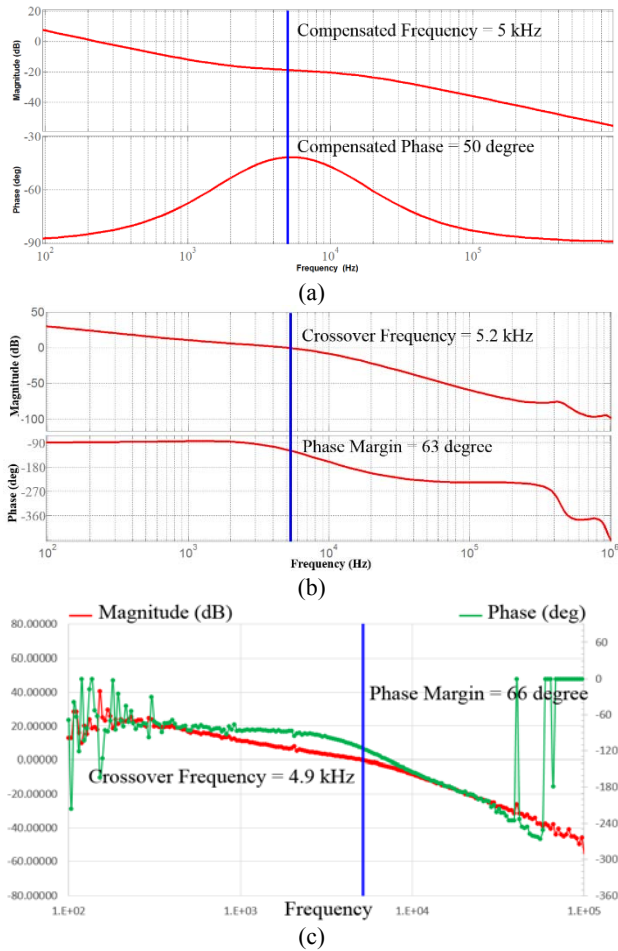 20
0
-20
-40
Magnitude (dB)
Compensated Frequency = 5 kHz
-30
-60
-90
Phase (deg)
Compensated Phase = 50 degree
10^2 10^3 10^4 10^5
Frequency (Hz)
(a)
50
0
-50
-100
Magnitude (dB)
Crossover Frequency = 5.2 kHz
-90
-180
-270
-360
Phase (deg)
Phase Margin = 63 degree
10^2 10^3 10^4 10^5 10^6
Frequency (Hz)
(b)
Magnitude (dB) Phase (deg)
80.00000
60.00000
40.00000
20.00000
0.00000
-20.00000
-40.00000
-60.00000
-80.00000
60
0
-60
-120
-180
-240
-300
-360
Phase Margin = 66 degree
Crossover Frequency = 4.9 kHz
1.E+02 1.E+03 1.E+04 1.E+05
Frequency
(c)